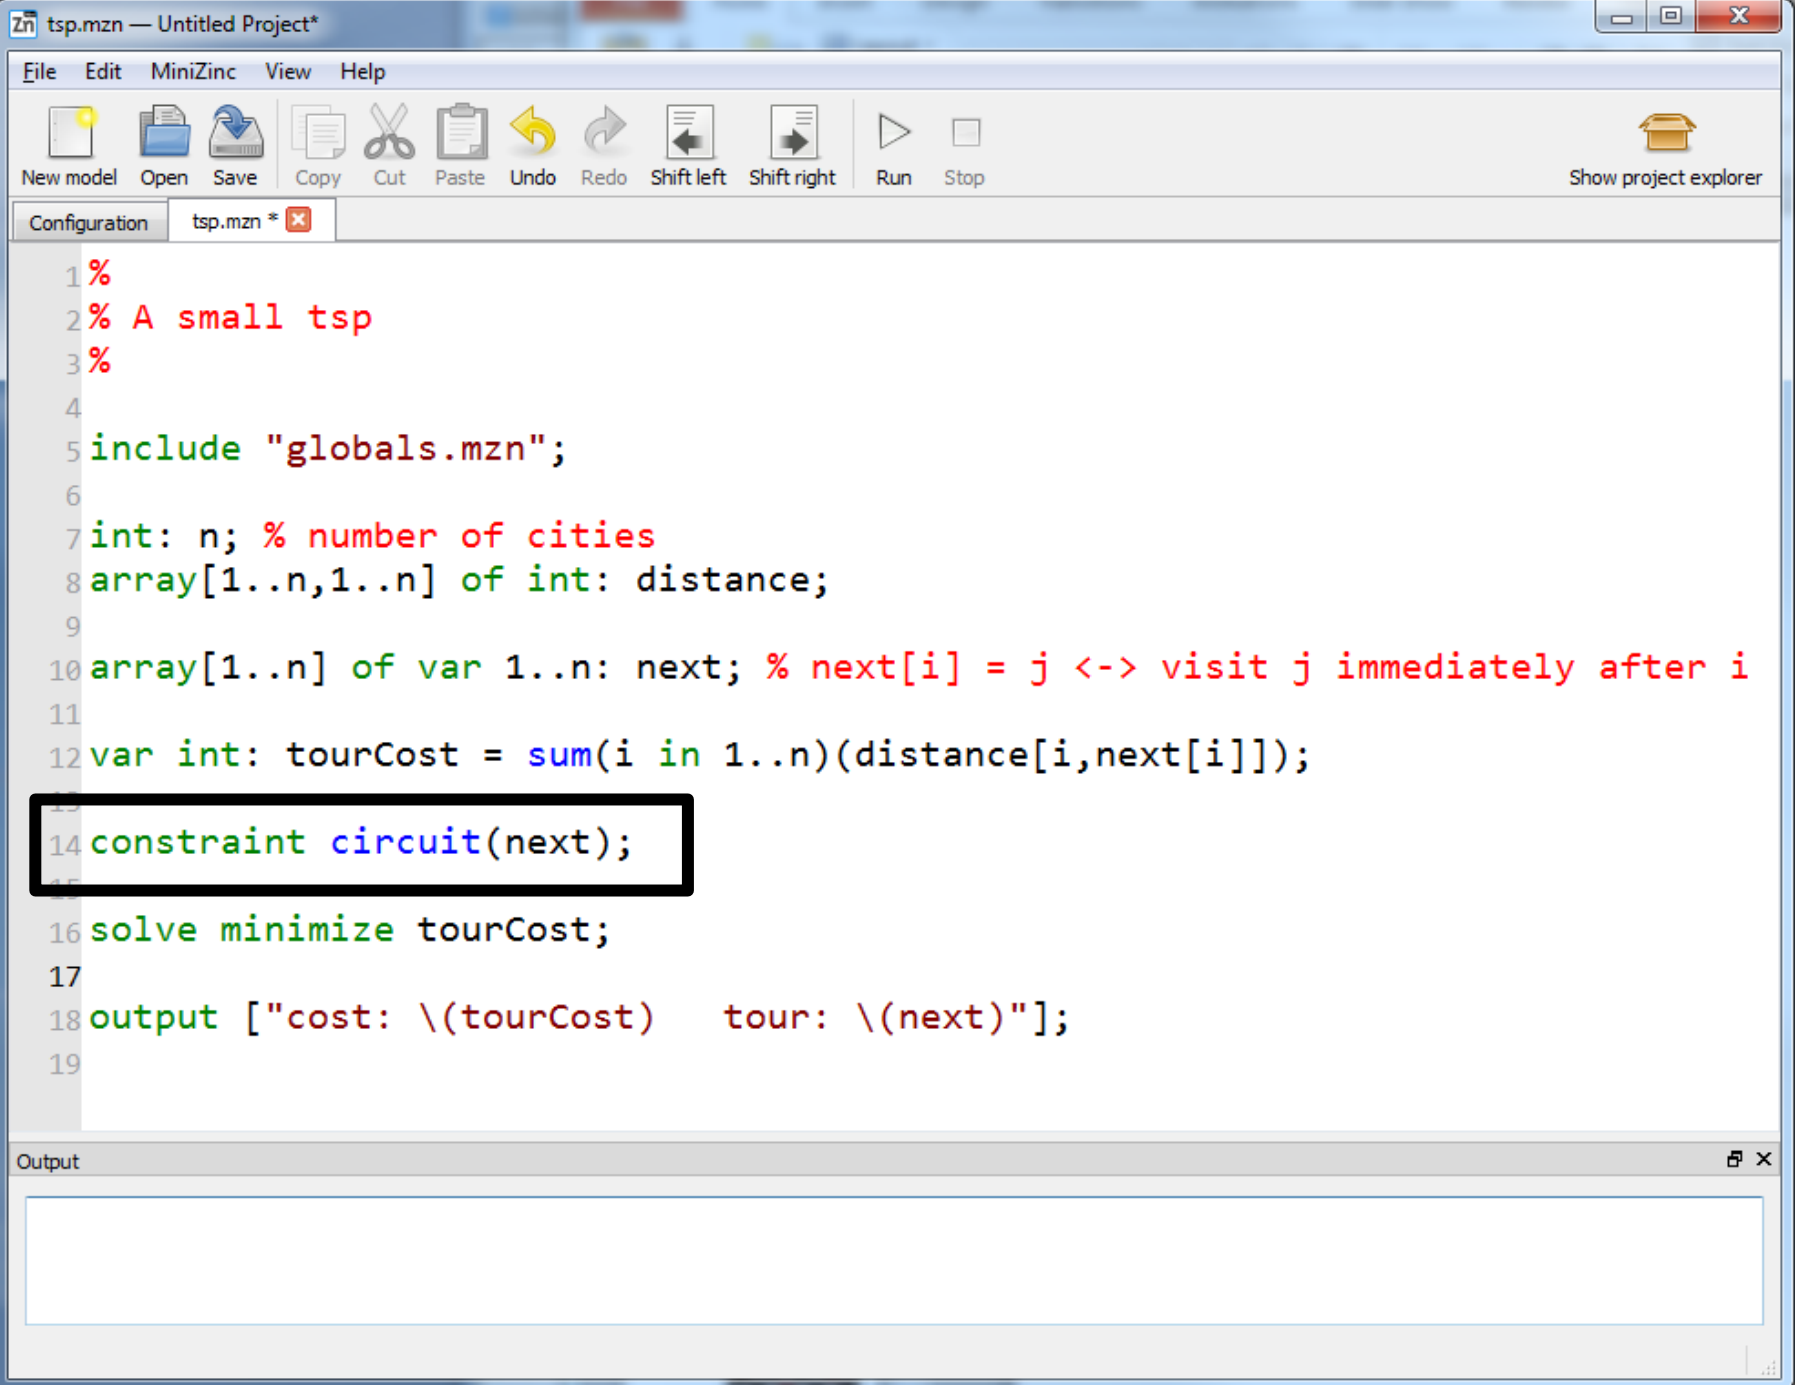 Zn tsp.mzn — Untitled Project*
File Edit MiniZinc View Help
New model Open Save Copy Cut Paste Undo Redo Shift left Shift right Run Stop Show project explorer
Configuration tsp.mzn *
1 %
2 % A small tsp
3 %
4
5 include "globals.mzn";
6
7 int: n; % number of cities
8 array[1..n,1..n] of int: distance;
9
10 array[1..n] of var 1..n: next; % next[i] = j <-> visit j immediately after i
11
12 var int: tourCost = sum(i in 1..n)(distance[i,next[i]]);
13
14 constraint circuit(next);
15
16 solve minimize tourCost;
17
18 output ["cost: \(tourCost)   tour: \(next)"];
19
Output